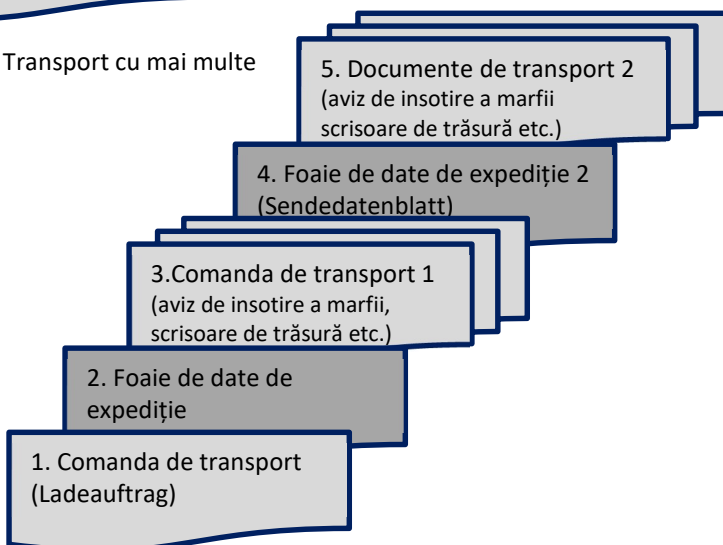 Transport cu mai multe
5. Documente de transport 2
(aviz de insotire a marfii
scrisoare de trăsură etc.)
4. Foaie de date de expediție 2
(Sendedatenblatt)
3.Comanda de transport 1
(aviz de insotire a marfii,
scrisoare de trăsură etc.)
2. Foaie de date de
expediție
1. Comanda de transport
(Ladeauftrag)